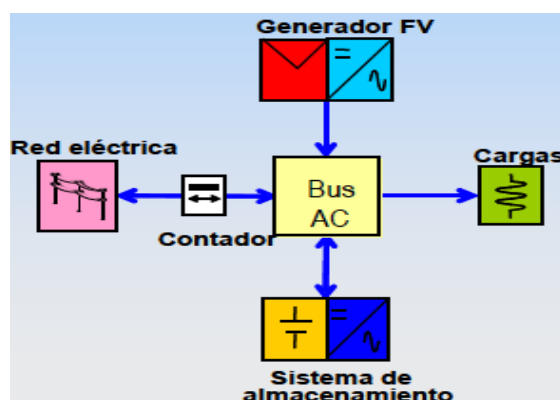 Generador FV
Red eléctrica
Cargas
Bus
AC
Contador
Sistema de
almacenamiento